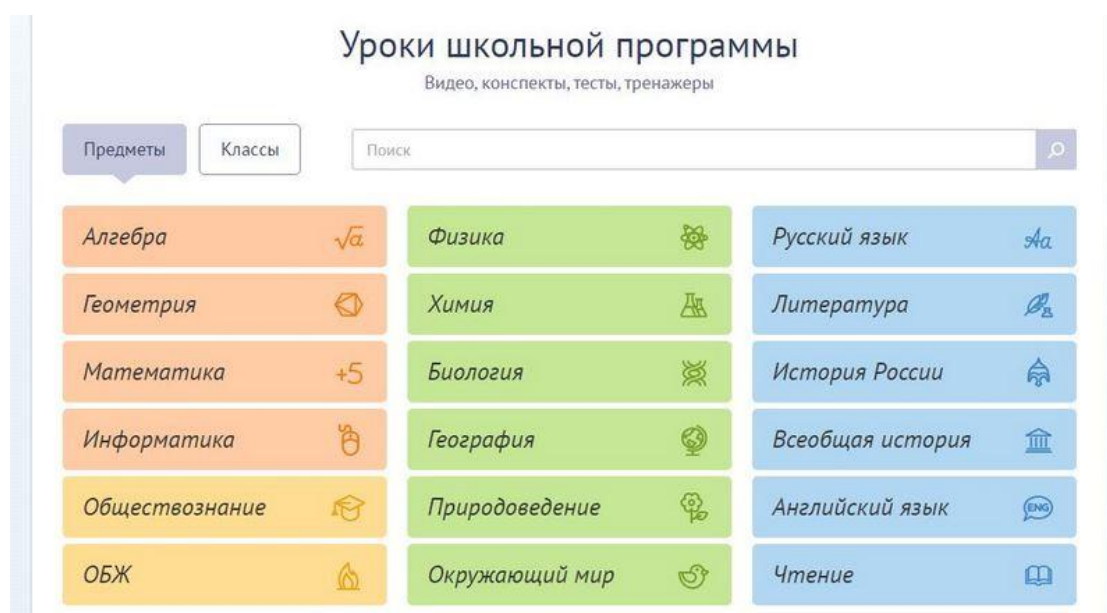 Уроки школьной программы
Видео, конспекты, тесты, тренажеры
Предметы
Классы
Поиск
Алгебра √a
Физика
Русский язык Aa
Геометрия
Химия
Литература
Математика +5
Биология
История России
Информатика
География
Всеобщая история
Обществознание
Природоведение
Английский язык ENG
ОБЖ
Окружающий мир
Чтение